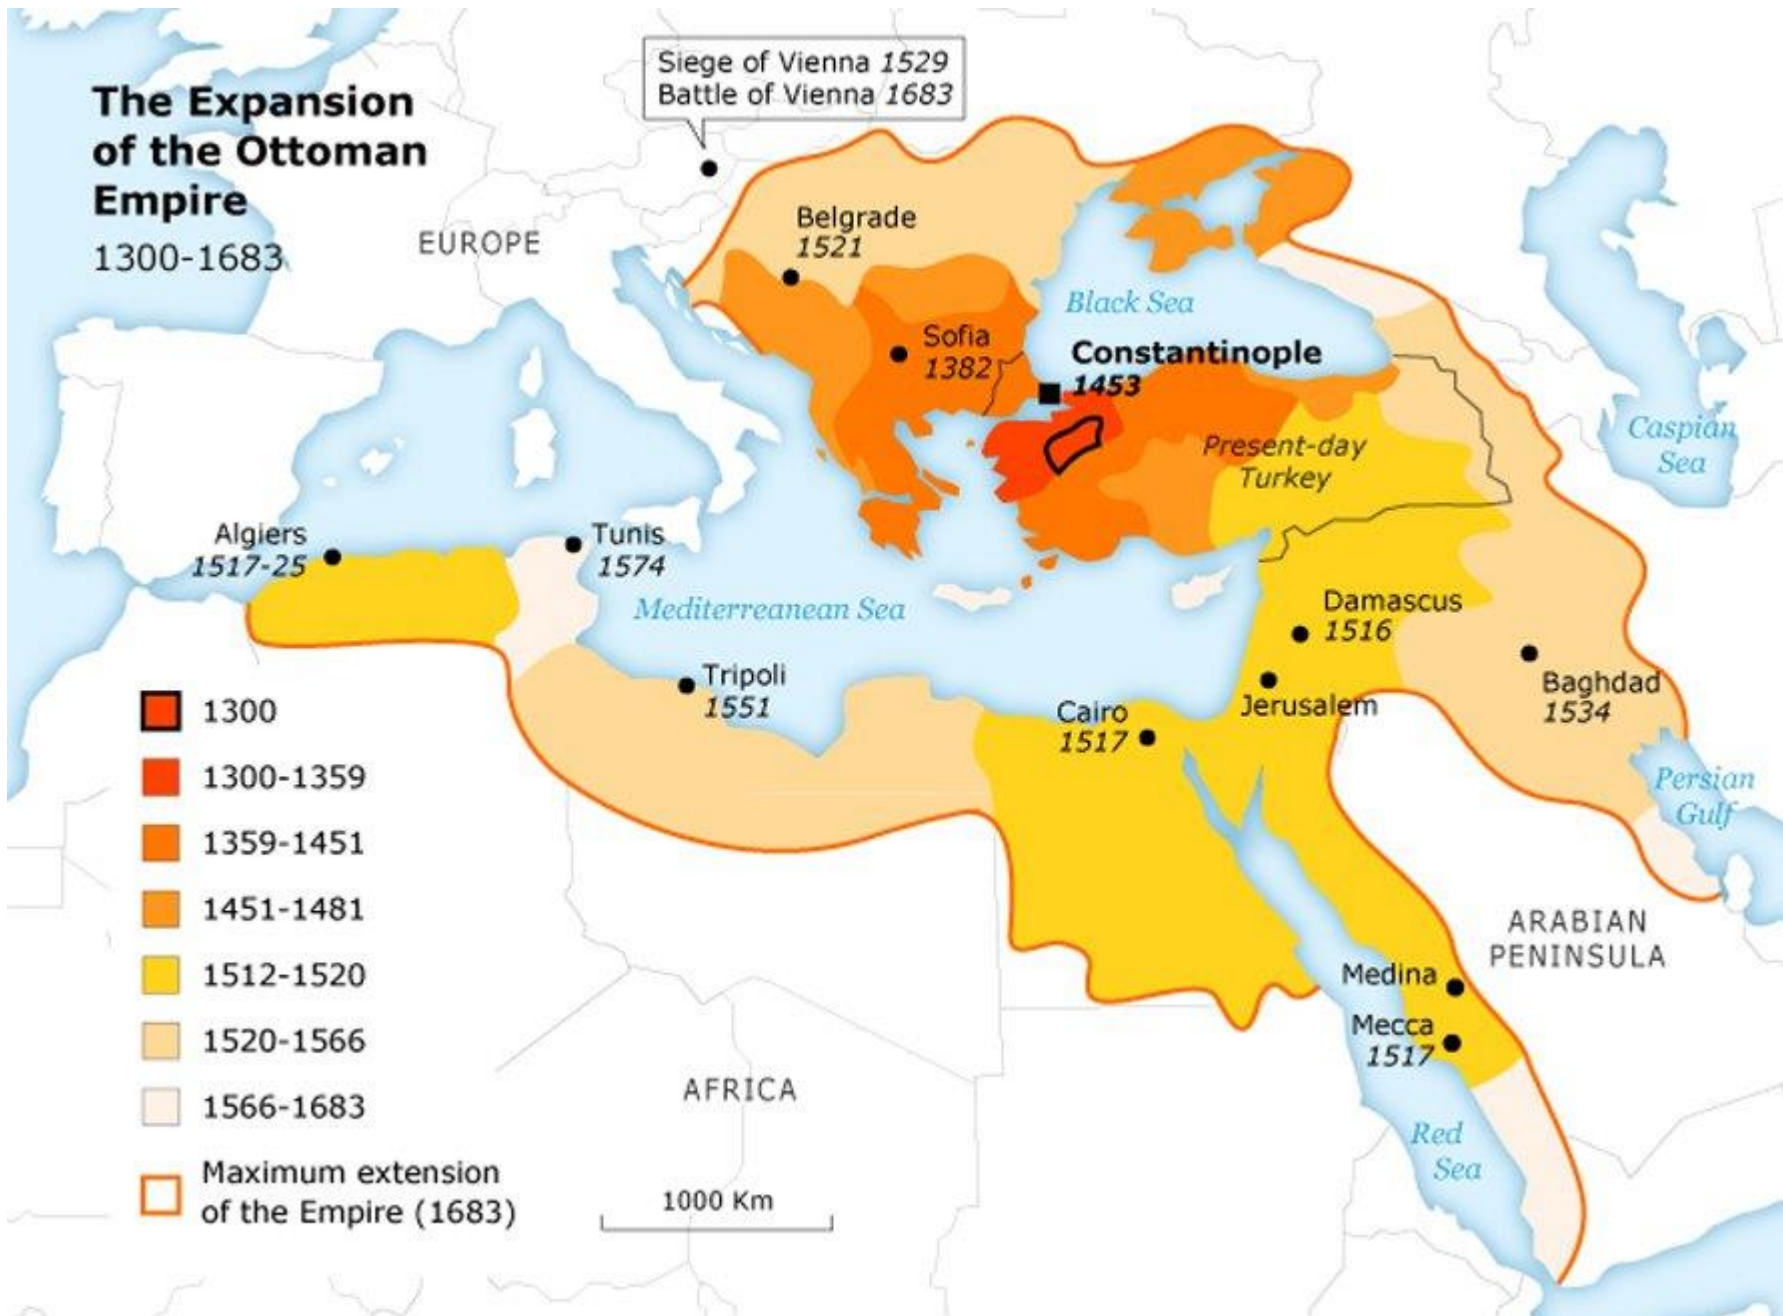 The Expansion
of the Ottoman
Empire
1300-1683
Siege of Vienna 1529
Battle of Vienna 1683
EUROPE
Belgrade
1521
Black Sea
Sofia
1382
Constantinople
1453
Caspian
Sea
Present-day
Turkey
Algiers
1517-25
Tunis
1574
Mediterreanean Sea
Damascus
1516
Tripoli
1551
Jerusalem
Baghdad
1534
Cairo
1517
Persian
Gulf
ARABIAN
PENINSULA
Medina
Mecca
1517
AFRICA
Red
Sea
1300
1300-1359
1359-1451
1451-1481
1512-1520
1520-1566
1566-1683
Maximum extension
of the Empire (1683)
1000 Km